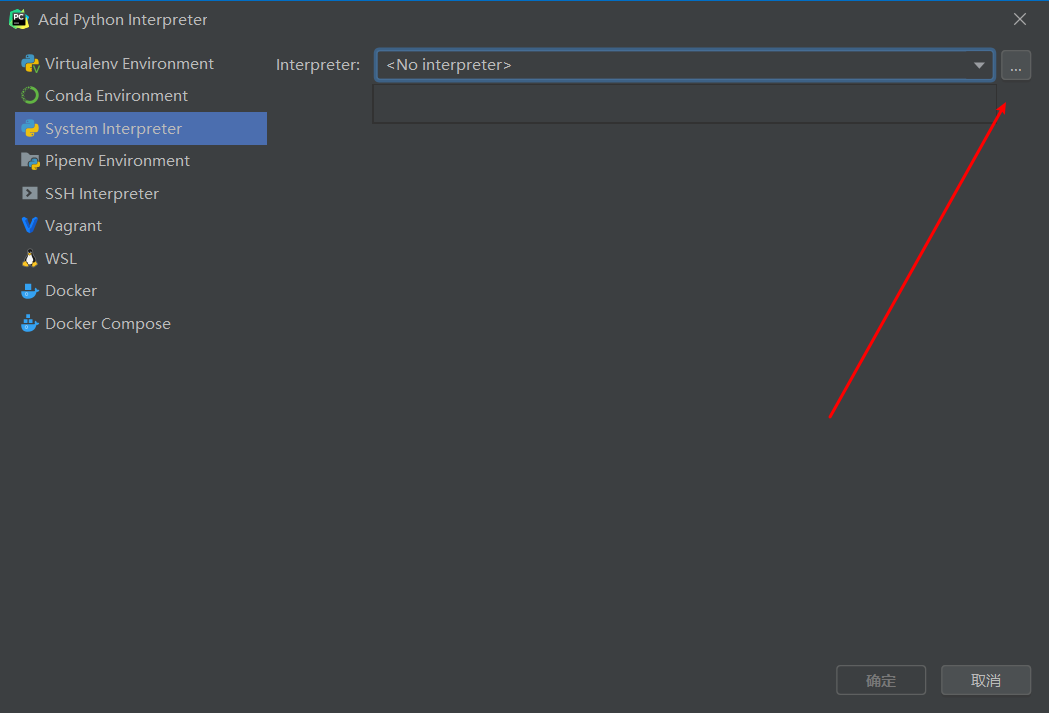 Add Python Interpreter
Virtualenv Environment
Interpreter: <No interpreter> ...
Conda Environment
System Interpreter
Pipenv Environment
SSH Interpreter
Vagrant
WSL
Docker
Docker Compose
确定 取消